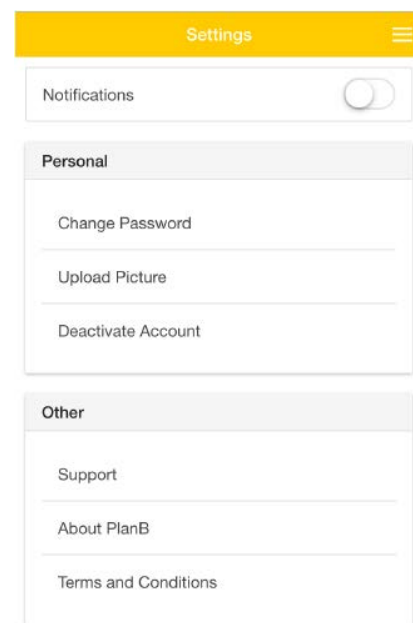 Settings
Notifications
Personal
Change Password
Upload Picture
Deactivate Account
Other
Support
About PlanB
Terms and Conditions